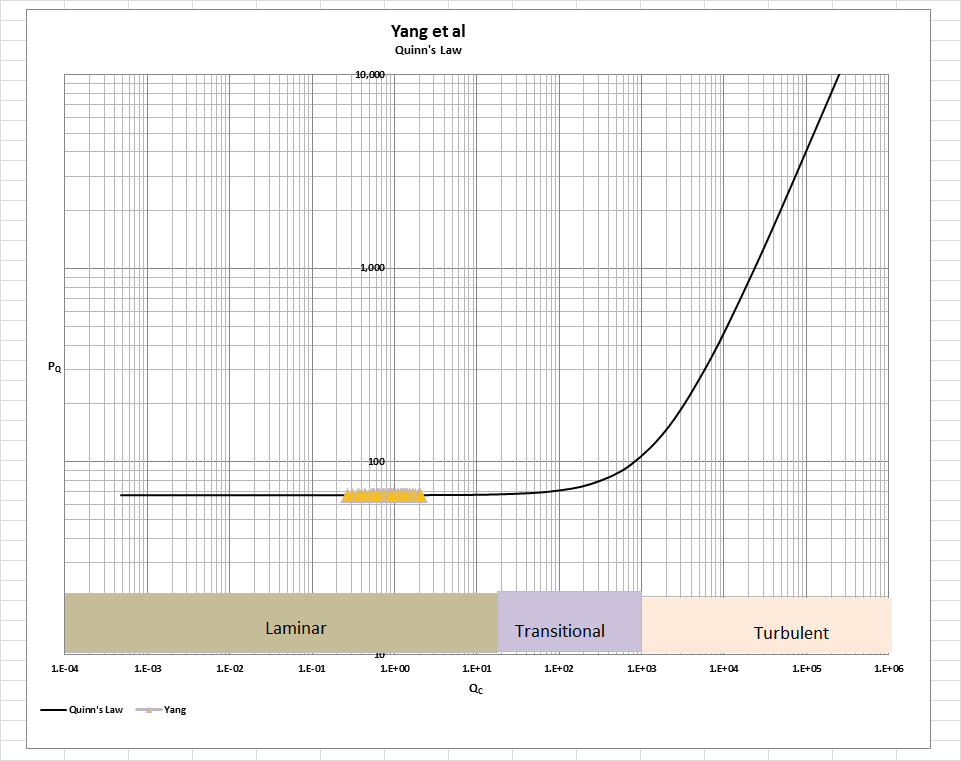 Yang et al
Quinn's Law
10,000
1,000
PQ
100
Laminar
Transitional
Turbulent
10
1.E-04 1.E-03 1.E-02 1.E-01 1.E+00 1.E+01 1.E+02 1.E+03 1.E+04 1.E+05 1.E+06
QC
Quinn's Law Yang